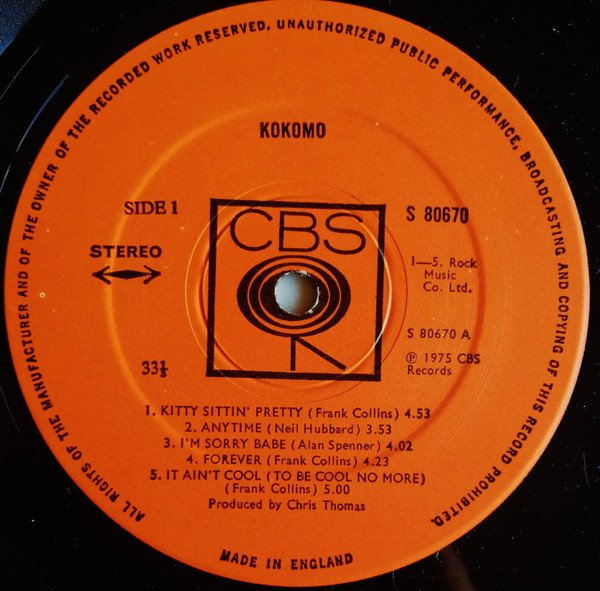 ALL RIGHTS OF THE MANUFACTURER AND OF THE OWNER OF THE RECORDED WORK RESERVED. UNAUTHORIZED PUBLIC PERFORMANCE, BROADCASTING AND COPYING OF THIS RECORD PROHIBITED.
KOKOMO
SIDE 1
S 80670
CBS
STEREO
1—5. Rock
Music
Co. Ltd.
S 80670 A
33⅓
℗ 1975 CBS
Records
1. KITTY SITTIN' PRETTY (Frank Collins) 4.53
2. ANYTIME (Neil Hubbard) 3.53
3. I'M SORRY BABE (Alan Spenner) 4.02
4. FOREVER (Frank Collins) 4.23
5. IT AIN'T COOL (TO BE COOL NO MORE)
(Frank Collins) 5.00
Produced by Chris Thomas
MADE IN ENGLAND